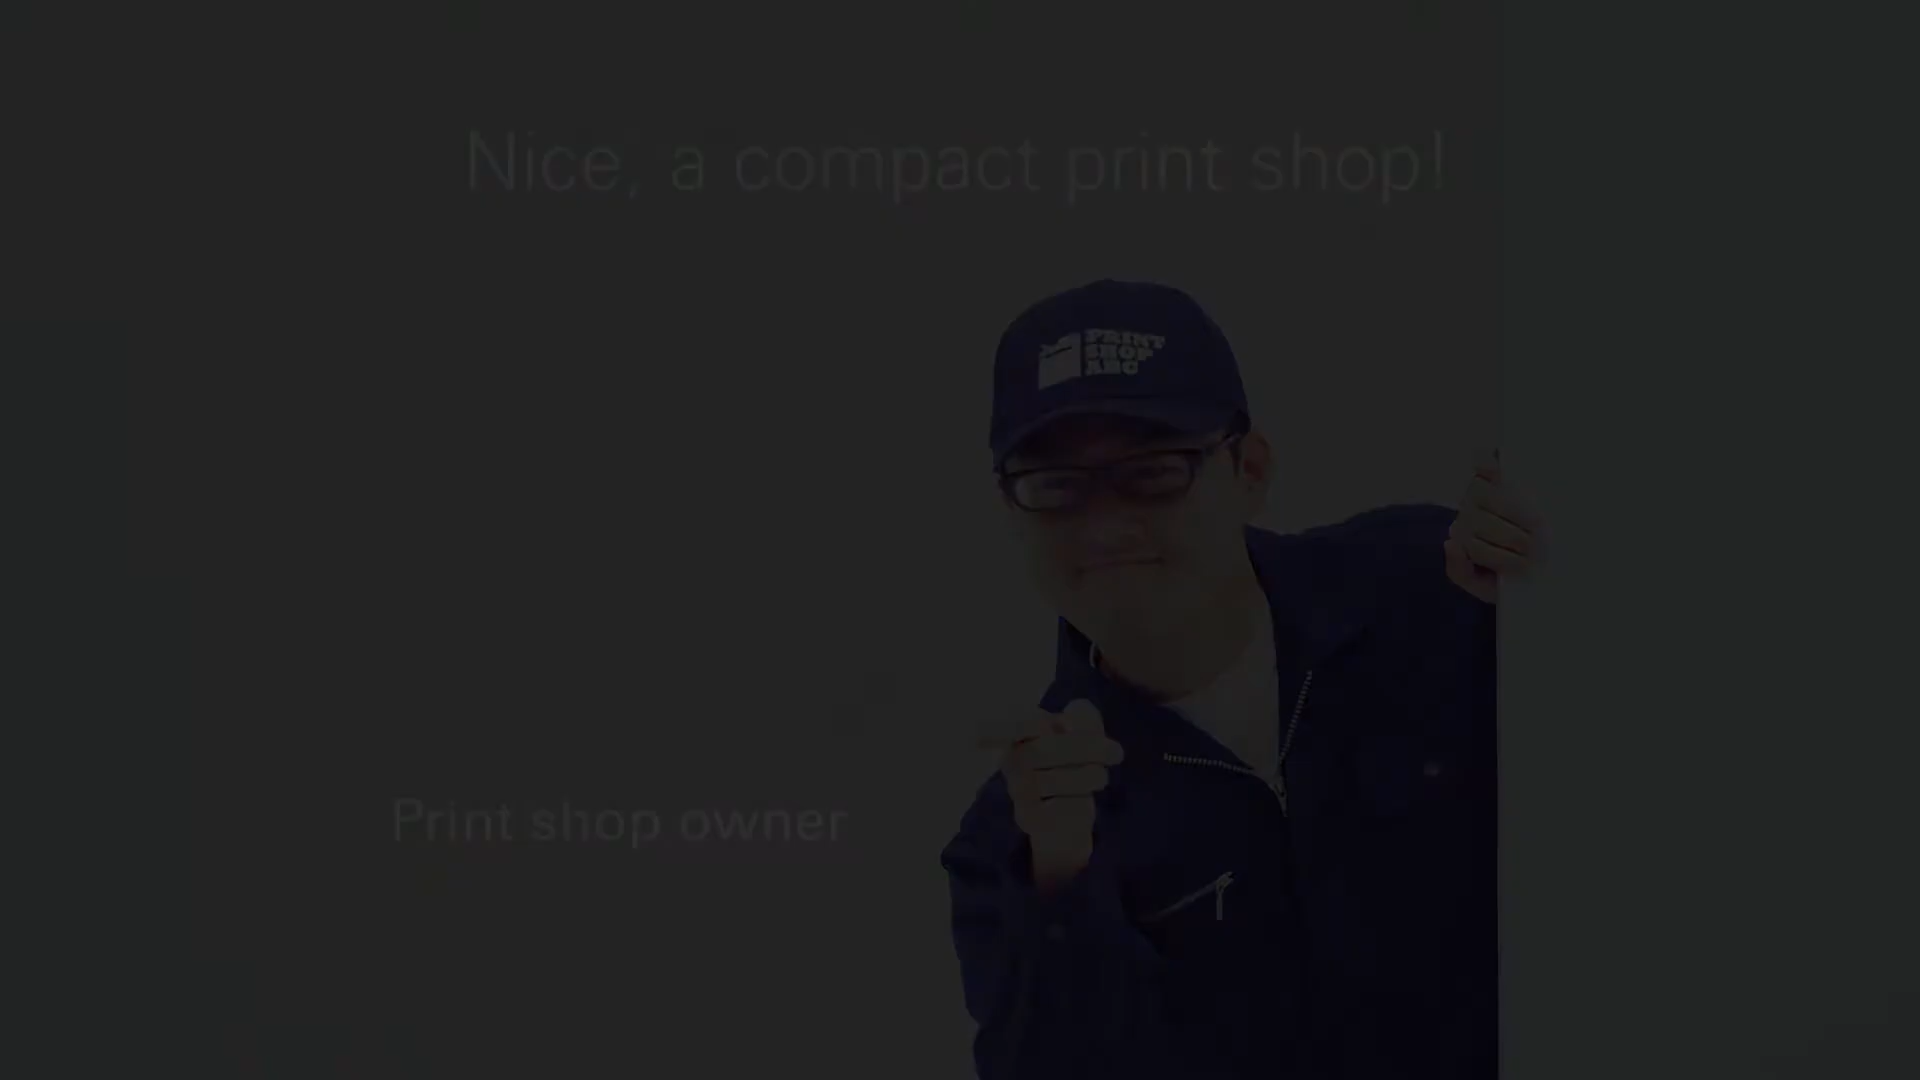 Nice, a compact print shop!
PRINT
SHOP
ABC
Print shop owner